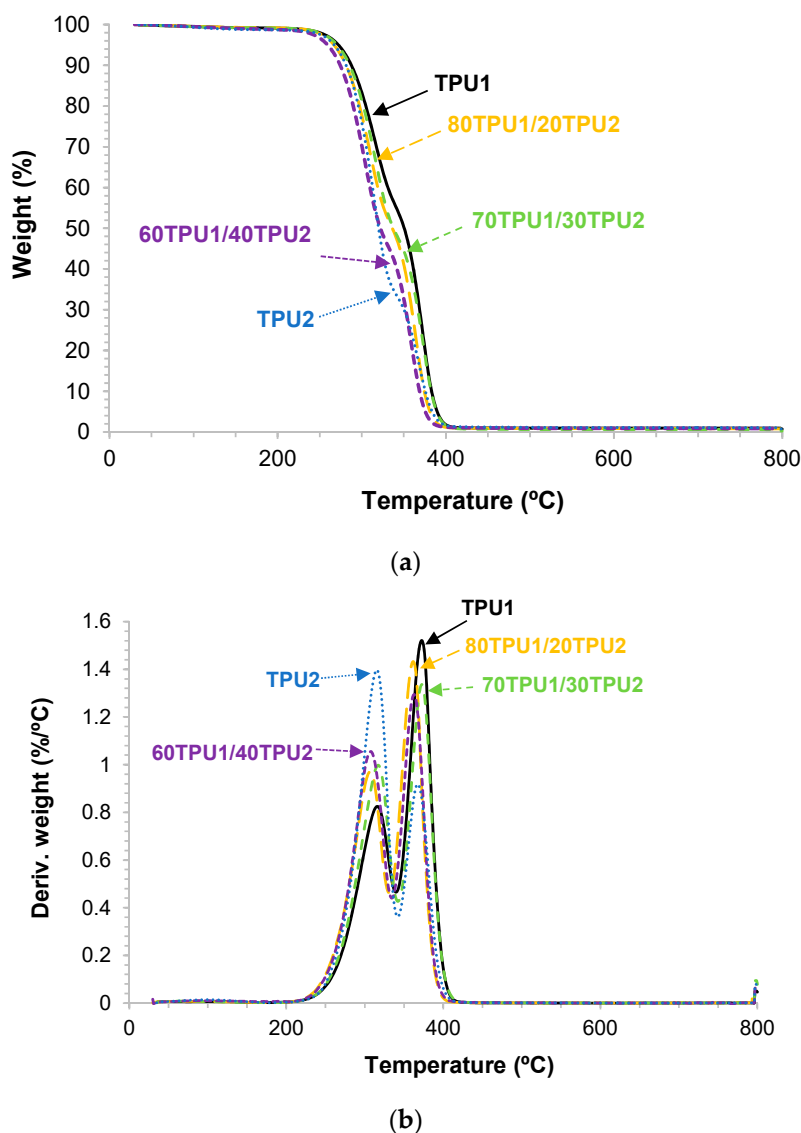 100
90
80
70
60
50
40
30
20
10
0
Weight (%)
TPU1
80TPU1/20TPU2
70TPU1/30TPU2
60TPU1/40TPU2
TPU2
0 200 400 600 800
Temperature (ºC)
(a)
1.6
1.4
1.2
1
0.8
0.6
0.4
0.2
0
Deriv. weight (%/ºC)
TPU1
80TPU1/20TPU2
TPU2
70TPU1/30TPU2
60TPU1/40TPU2
0 200 400 600 800
Temperature (ºC)
(b)